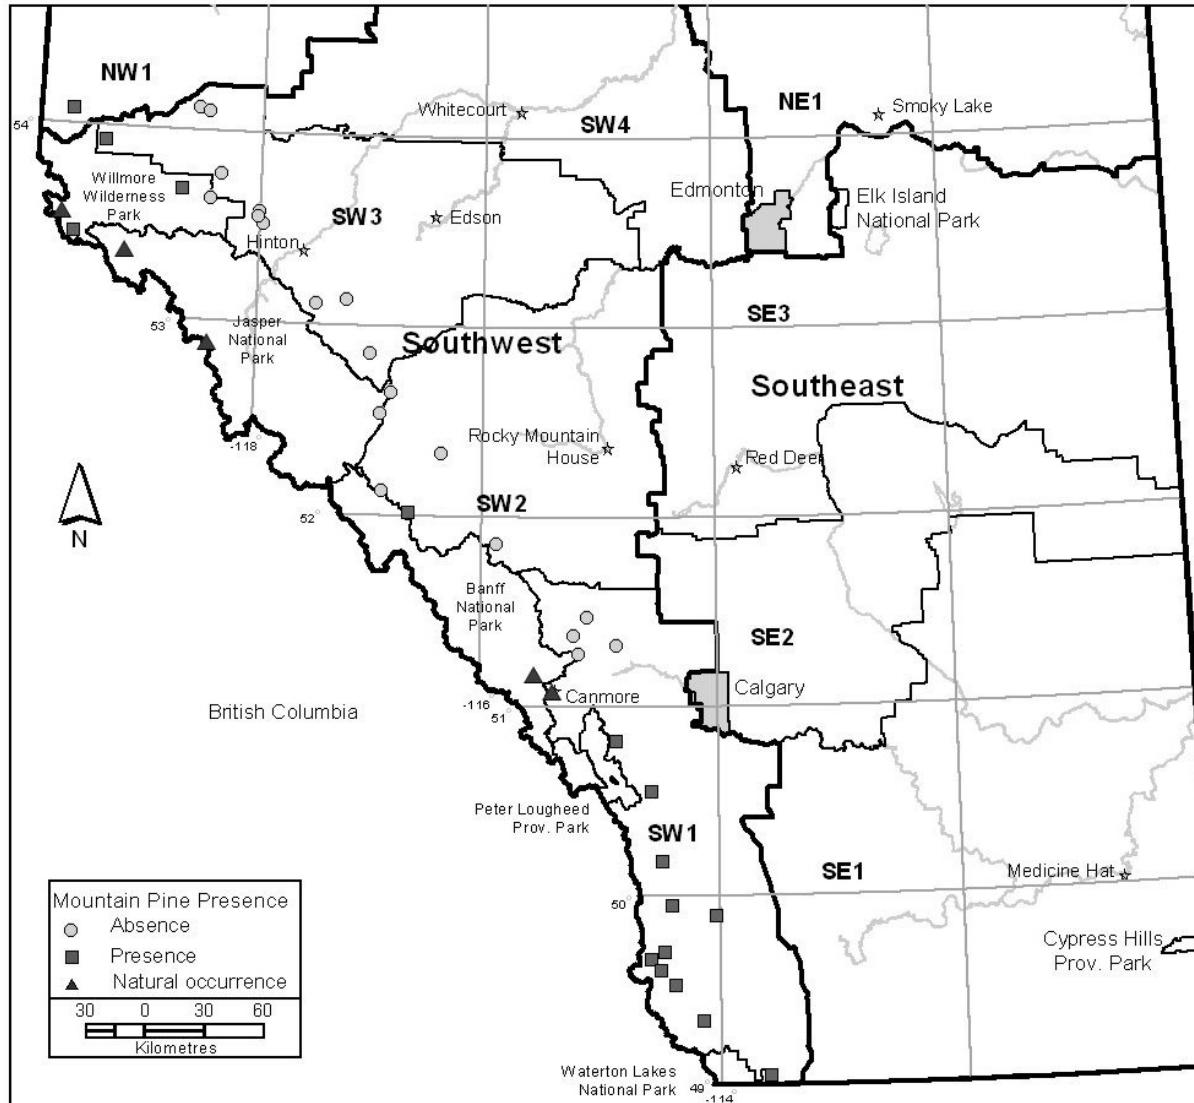 NW1
NE1
Whitecourt
Smoky Lake
54°
SW4
Willmore
Wilderness
Park
Edmonton
Elk Island
National Park
SW3
Edson
Hinton
53°
Jasper
National
Park
SE3
Southwest
Southeast
-118°
Rocky Mountain
House
Red Deer
N
52°
SW2
Banff
National
Park
SE2
Calgary
Canmore
-116°
51°
British Columbia
Peter Lougheed
Prov. Park
SW1
SE1
Medicine Hat
50°
Cypress Hills
Prov. Park
Mountain Pine Presence
Absence
Presence
Natural occurrence
30 0 30 60
Kilometres
Waterton Lakes
National Park
49°
-114°